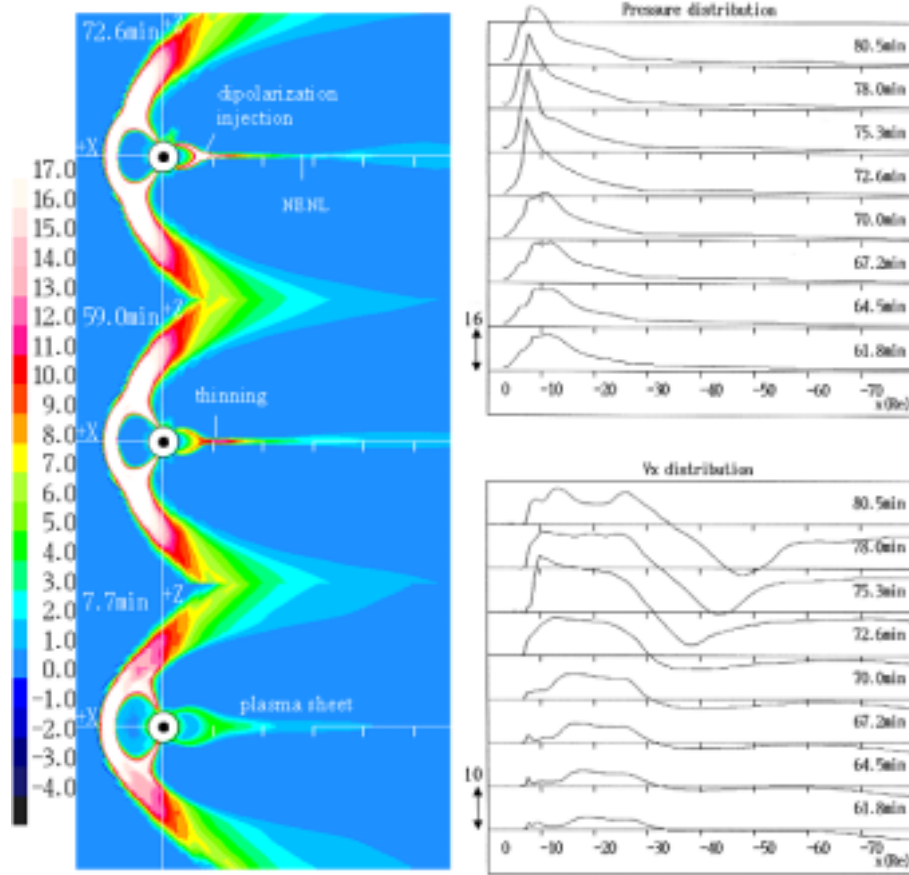 72.6min
+Z
dipolarization
injection
+X
NENL
17.0
16.0
15.0
14.0
13.0
12.0
11.0
10.0
9.0
8.0
7.0
6.0
5.0
4.0
3.0
2.0
1.0
0.0
-1.0
-2.0
-3.0
-4.0
59.0min
+Z
thinning
+X
7.7min
+Z
plasma sheet
+X
Pressure distribution
80.5min
78.0min
75.3min
72.6min
70.0min
67.2min
64.5min
16
61.8min
0 -10 -20 -30 -40 -50 -60 -70
x(Re)
Vx distribution
80.5min
78.0min
75.3min
72.6min
70.0min
67.2min
64.5min
10
61.8min
0 -10 -20 -30 -40 -50 -60 -70
x(Re)